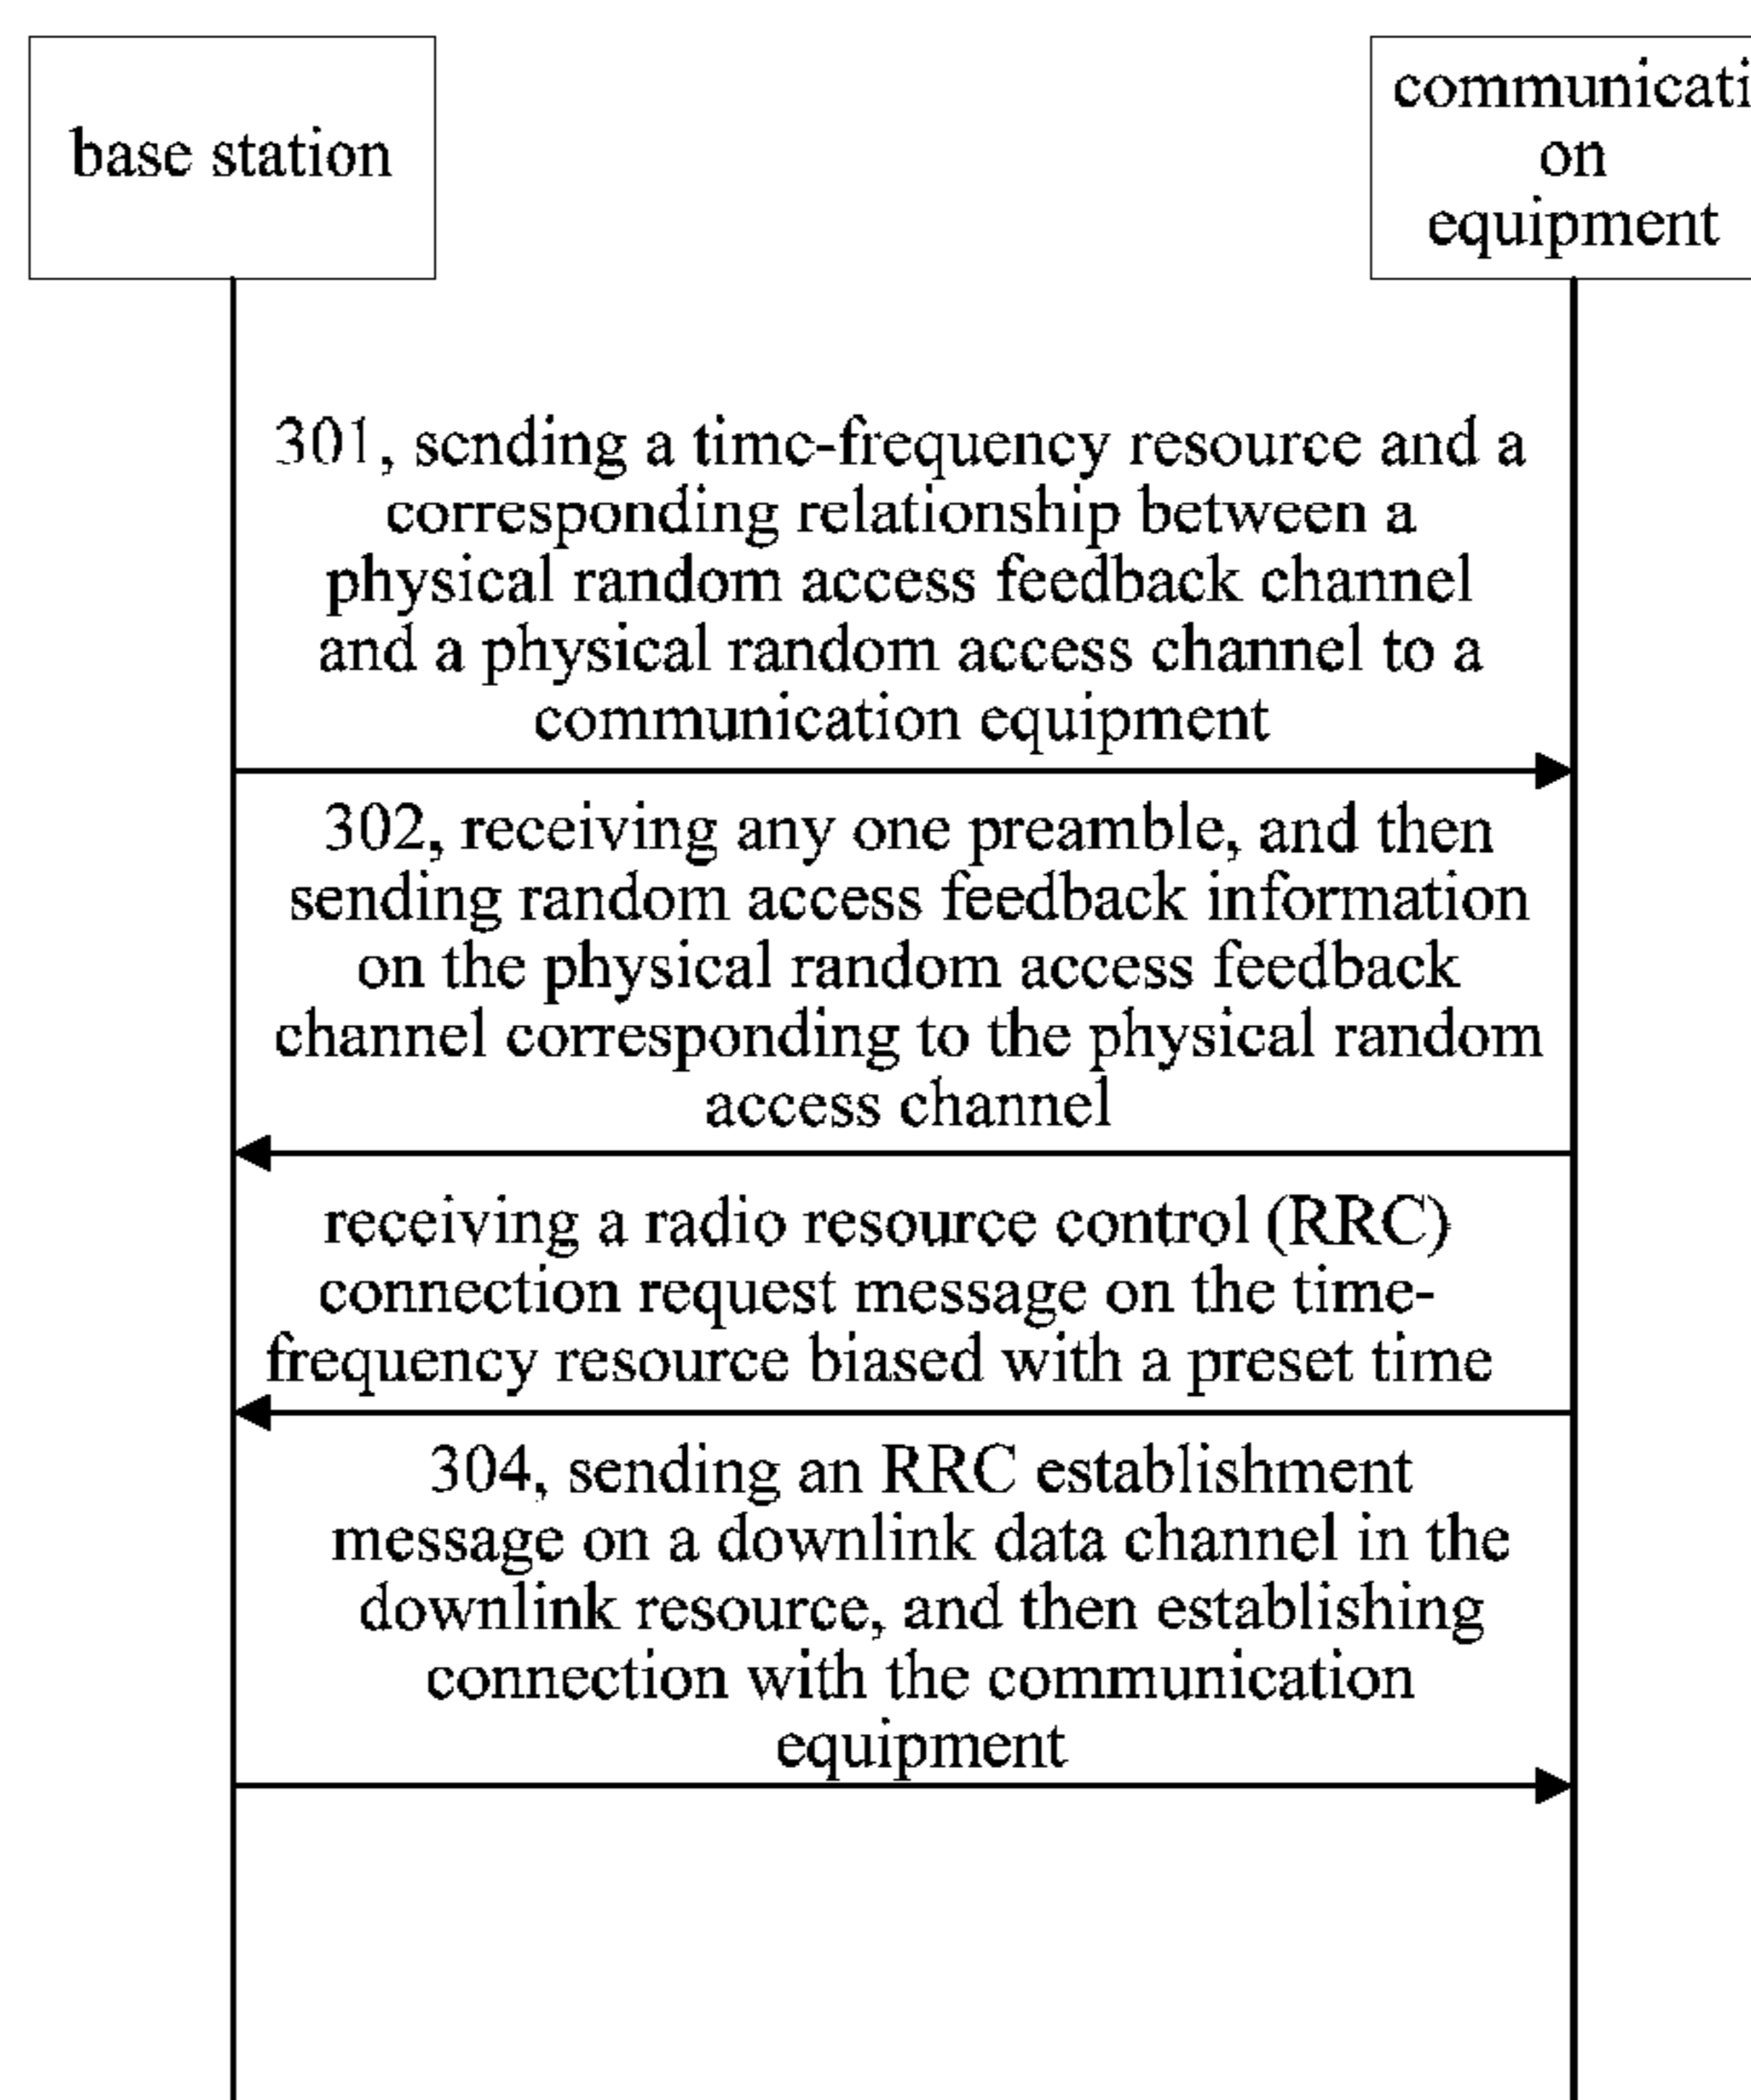 base station
communicati
on
equipment
301, sending a time-frequency resource and a
corresponding relationship between a
physical random access feedback channel
and a physical random access channel to a
communication equipment
302, receiving any one preamble, and then
sending random access feedback information
on the physical random access feedback
channel corresponding to the physical random
access channel
receiving a radio resource control (RRC)
connection request message on the time-
frequency resource biased with a preset time
304, sending an RRC establishment
message on a downlink data channel in the
downlink resource, and then establishing
connection with the communication
equipment